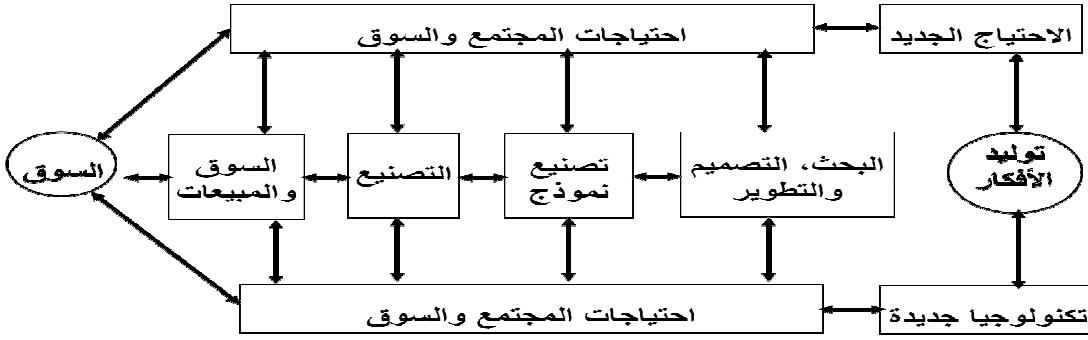 الاحتياج الجديد
احتياجات المجتمع والسوق
توليد
الأفكار
البحث، التصميم
والتطوير
تصنيع
نموذج
التصنيع
السوق
والمبيعات
السوق
تكنولوجيا جديدة
احتياجات المجتمع والسوق